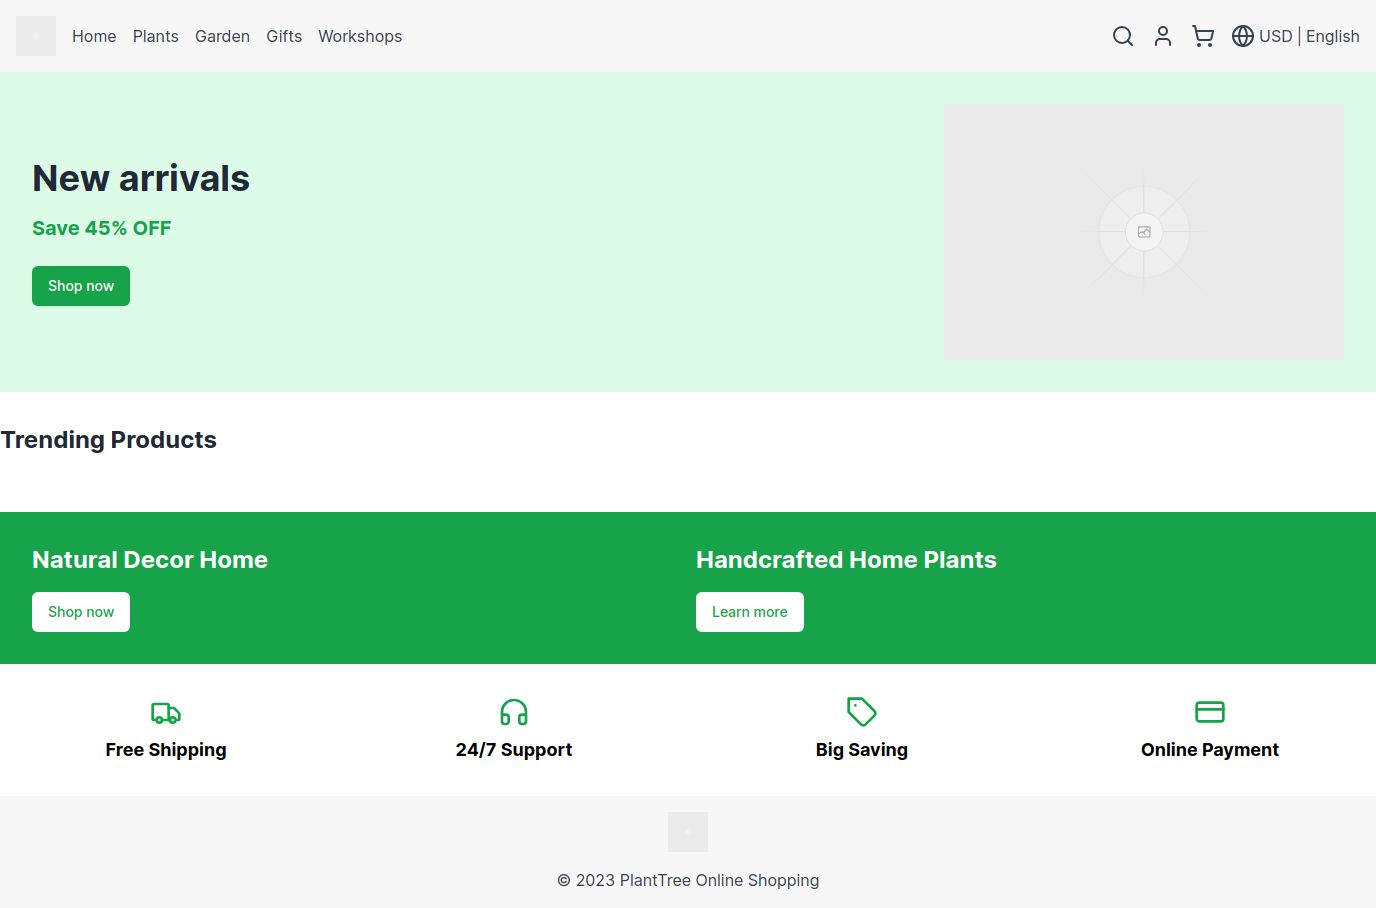 Home Plants Garden Gifts Workshops USD | English
New arrivals
Save 45% OFF
Shop now
Trending Products
Natural Decor Home
Shop now
Handcrafted Home Plants
Learn more
Free Shipping
24/7 Support
Big Saving
Online Payment
© 2023 PlantTree Online Shopping